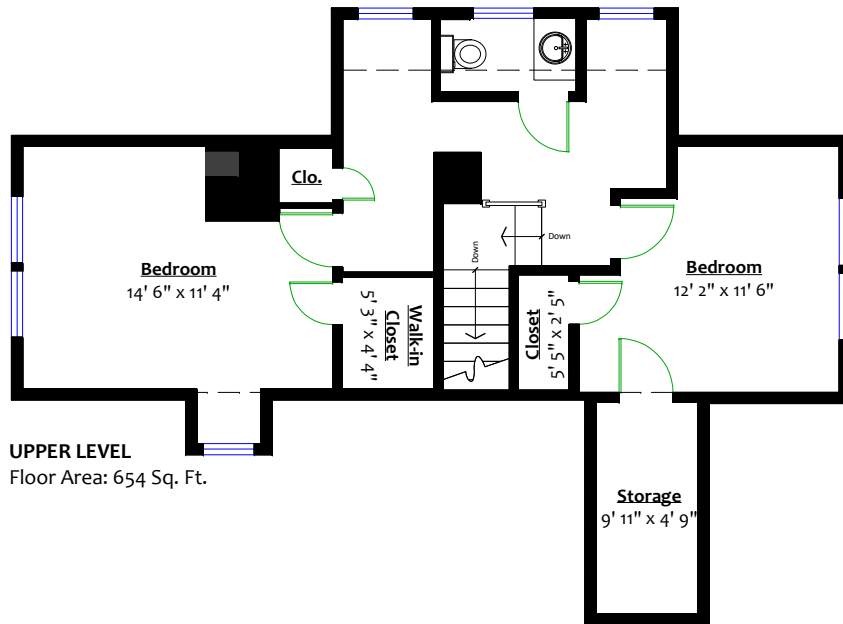 Clo.
Bedroom
14' 6" x 11' 4"
Walk-in
Closet
5' 3" x 4' 4"
Down
Down
Closet
5' 5" x 2' 5"
Bedroom
12' 2" x 11' 6"
UPPER LEVEL
Floor Area: 654 Sq. Ft.
Storage
9' 11" x 4' 9"